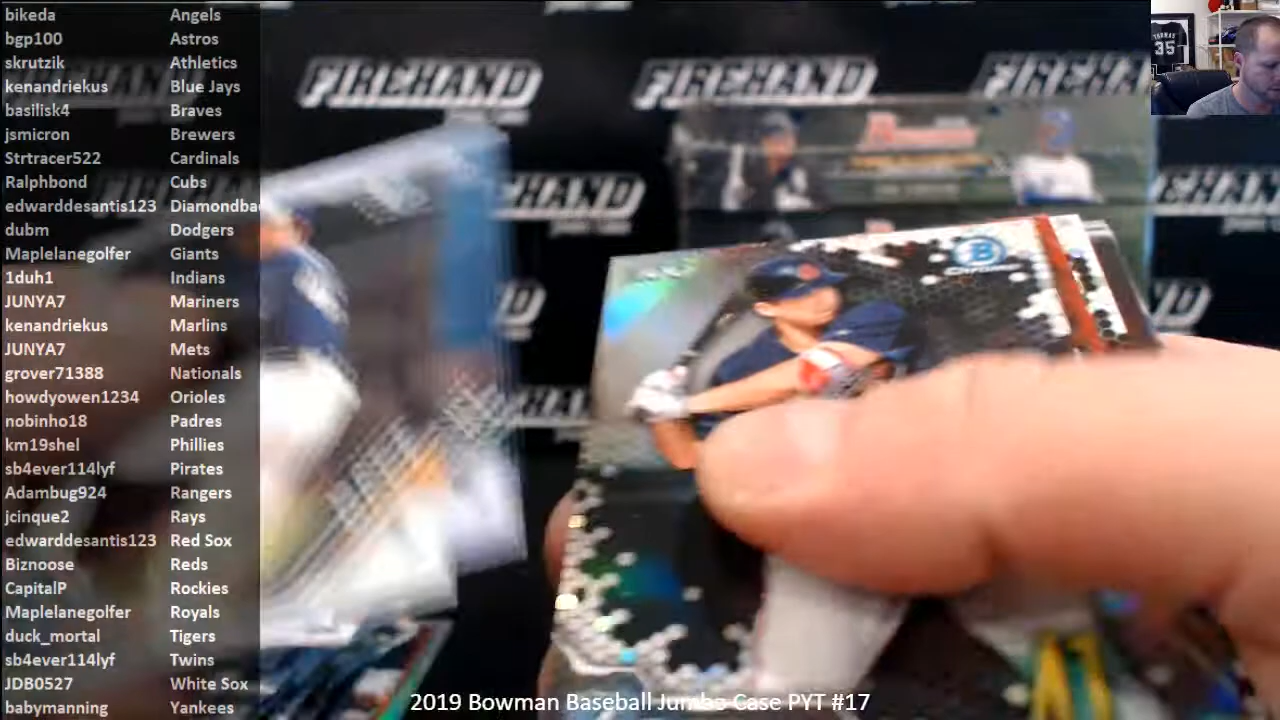 bikeda Angels
bgp100 Astros
skrutzik Athletics
kenandriekus Blue Jays
basilisk4 Braves
jsmicron Brewers
Strtracer522 Cardinals
Ralphbond Cubs
edwarddesantis123 Diamondba
dubm Dodgers
Maplelanegolfer Giants
1duh1 Indians
JUNYA7 Mariners
kenandriekus Marlins
JUNYA7 Mets
grover71388 Nationals
howdyowen1234 Orioles
nobinho18 Padres
km19shel Phillies
sb4ever114lyf Pirates
Adambug924 Rangers
jcinque2 Rays
edwarddesantis123 Red Sox
Biznoose Reds
CapitalP Rockies
Maplelanegolfer Royals
duck_mortal Tigers
sb4ever114lyf Twins
JDB0527 White Sox
babymanning Yankees
FIREHAND FIREHAND FIREHAND
FIREHAND FIREHAND
THOMAS
35
B
2019 Bowman Baseball Jumbo Case PYT #17